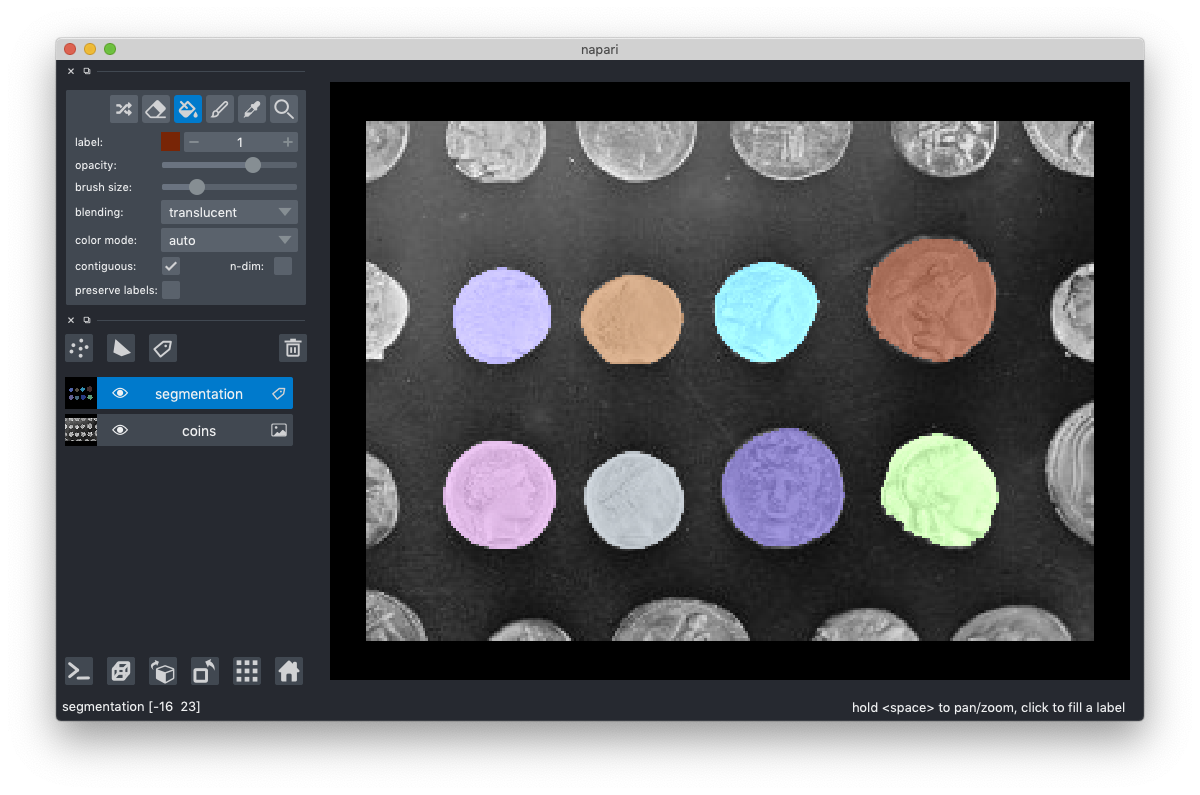 napari
label:
1
opacity:
brush size:
blending:
translucent
color mode:
auto
contiguous:
n-dim:
preserve labels:
segmentation
coins
segmentation [-16 23]
hold <space> to pan/zoom, click to fill a label